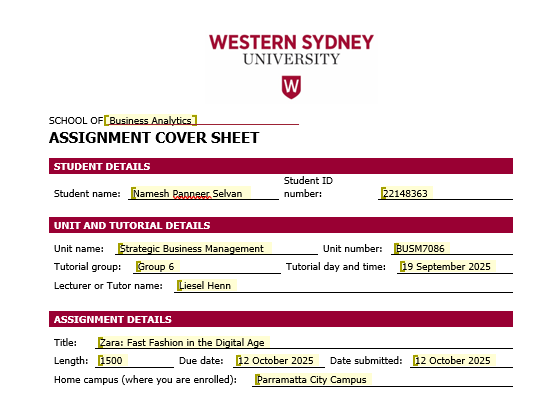 WESTERN SYDNEY
UNIVERSITY
W
SCHOOL OF Business Analytics
ASSIGNMENT COVER SHEET
STUDENT DETAILS
Student name: Namesh Panneer Selvan Student ID number: 22148363
UNIT AND TUTORIAL DETAILS
Unit name: Strategic Business Management Unit number: BUSM7086
Tutorial group: Group 6 Tutorial day and time: 19 September 2025
Lecturer or Tutor name: Liesel Henn
ASSIGNMENT DETAILS
Title: Zara: Fast Fashion in the Digital Age
Length: 1500 Due date: 12 October 2025 Date submitted: 12 October 2025
Home campus (where you are enrolled): Parramatta City Campus